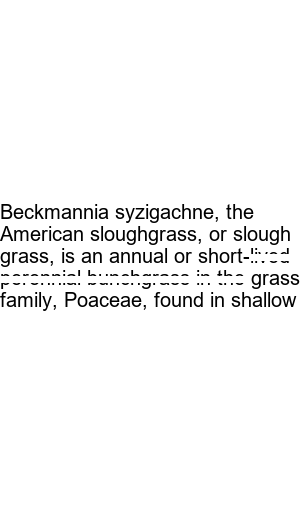 Beckmannia syzigachne, the
American sloughgrass, or slough
grass, is an annual or short-lived
perennial bunchgrass in the grass
family, Poaceae, found in shallow